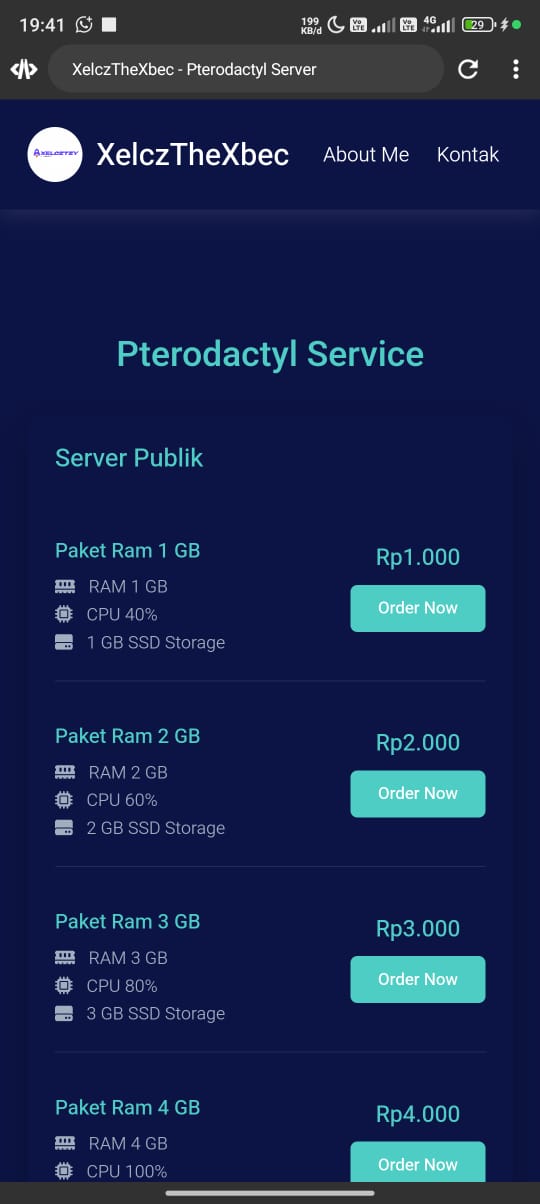 19:41
199 KB/d
Vo LTE
Vo LTE
4G
29
XelczTheXbec - Pterodactyl Server
XelczTheXbec
About Me
Kontak
Pterodactyl Service
Server Publik
Paket Ram 1 GB
Rp1.000
RAM 1 GB
Order Now
CPU 40%
1 GB SSD Storage
Paket Ram 2 GB
Rp2.000
RAM 2 GB
Order Now
CPU 60%
2 GB SSD Storage
Paket Ram 3 GB
Rp3.000
RAM 3 GB
Order Now
CPU 80%
3 GB SSD Storage
Paket Ram 4 GB
Rp4.000
RAM 4 GB
Order Now
CPU 100%